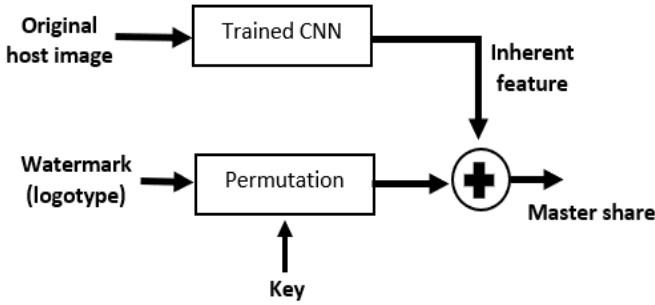 Original
host image
Trained CNN
Inherent
feature
Watermark
(logotype)
Permutation
Master share
Key